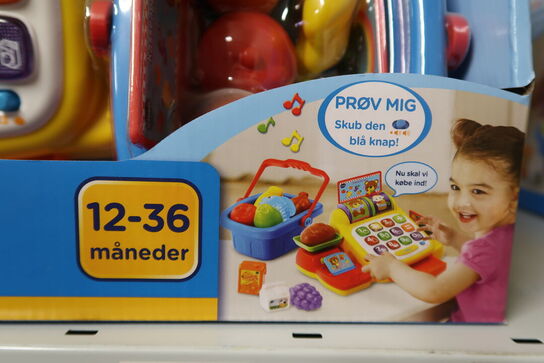 PRØV MIG
Skub den
blå knap!
Nu skal vi
købe ind!
12-36
måneder